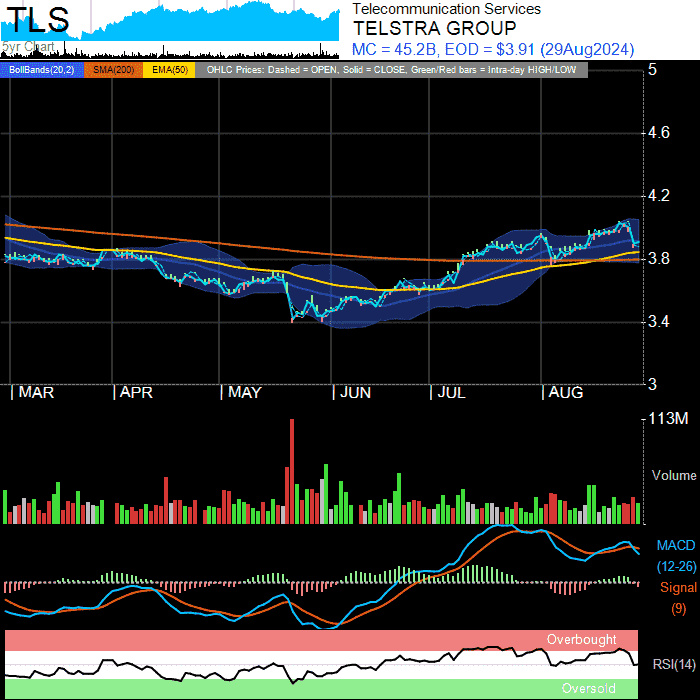 TLS
5yr Chart
Telecommunication Services
TELSTRA GROUP
MC = 45.2B, EOD = $3.91 (29Aug2024)
BollBands(20,2) SMA(200) EMA(50) OHLC Prices: Dashed = OPEN, Solid = CLOSE, Green/Red bars = Intra-day HIGH/LOW
5
4.6
4.2
3.8
3.4
3
MAR APR MAY JUN JUL AUG
113M
Volume
MACD
(12-26)
Signal
(9)
Overbought
RSI(14)
Oversold